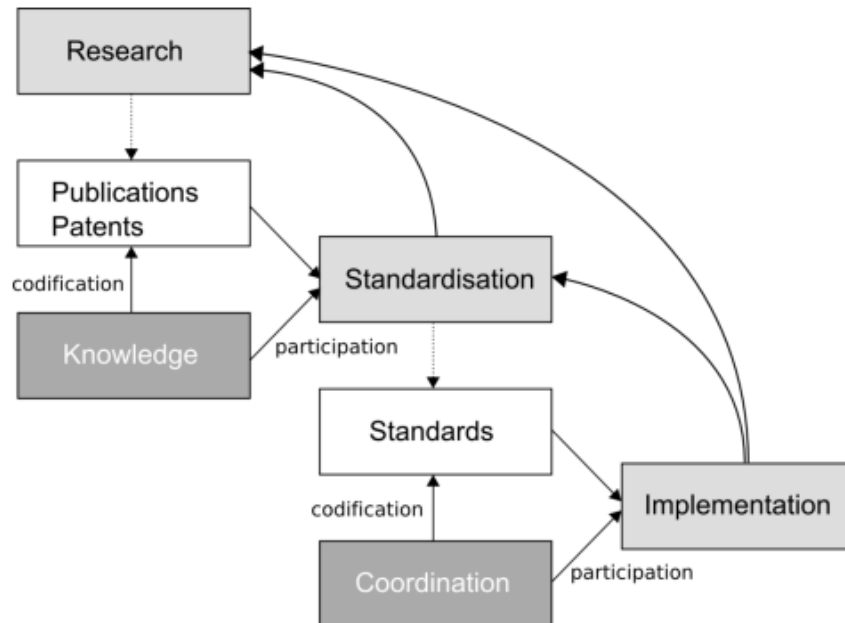 Research
Publications
Patents
codification
Standardisation
Knowledge
participation
Standards
codification
Implementation
Coordination
participation